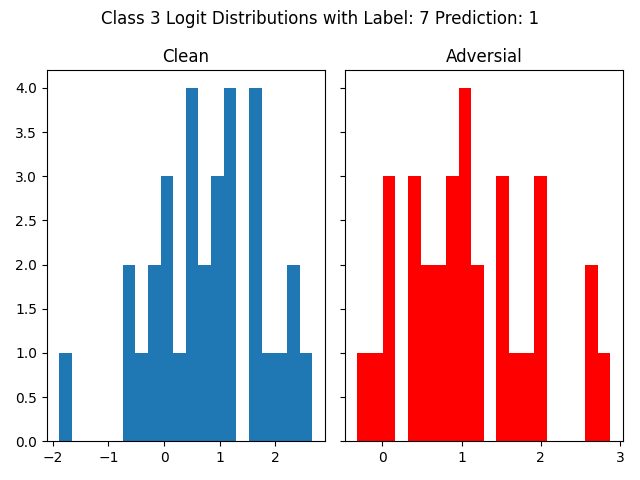 Class 3 Logit Distributions with Label: 7 Prediction: 1
Clean
Adversial
4.0
3.5
3.0
2.5
2.0
1.5
1.0
0.5
0.0
−2 −1 0 1 2
0 1 2 3